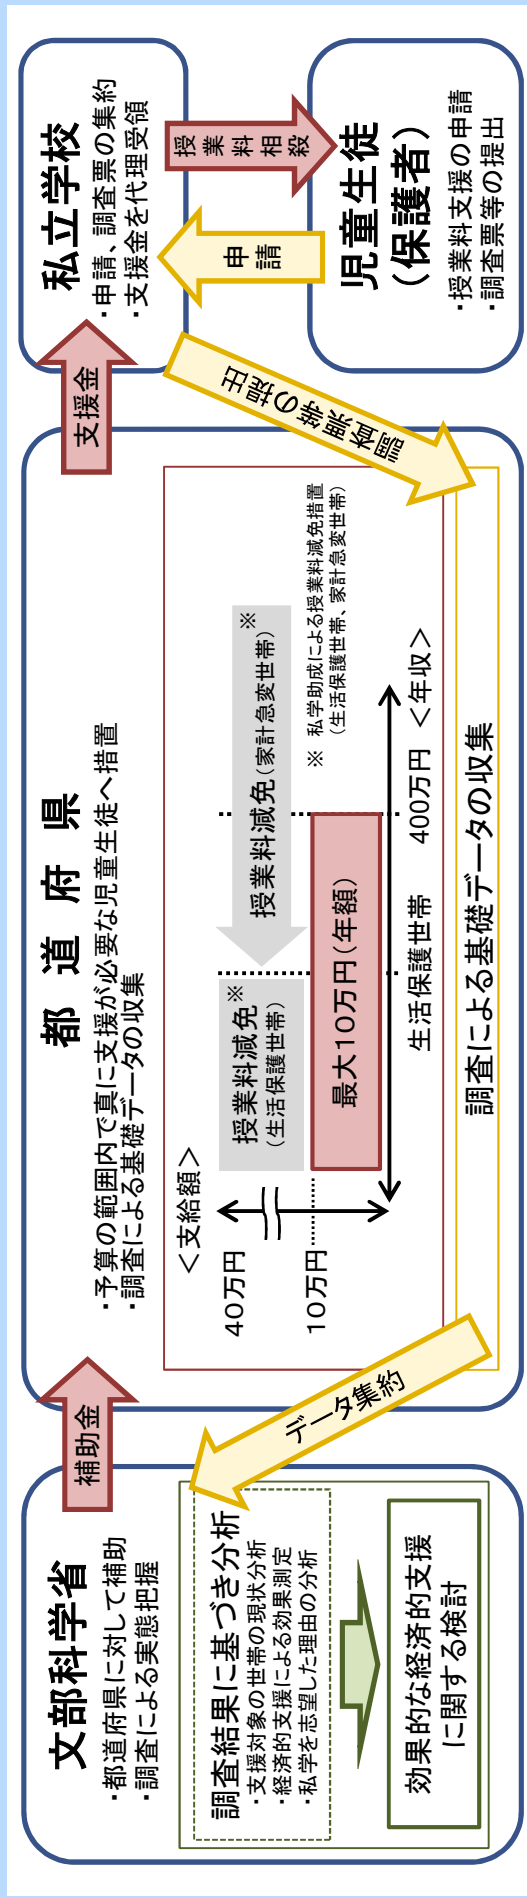 文部科学省
・都道府県に対して補助
・調査による実態把握
調査結果に基づき分析
・支援対象の世帯の現状分析
・経済的支援による効果測定
・私学を志望した理由の分析
効果的な経済的支援
に関する検討
補助金
データ集約
都道府県
・予算の範囲内で真に支援が必要な児童生徒へ措置
・調査による基礎データの収集
＜支給額＞
40万円
10万円
授業料減免※
(生活保護世帯)
授業料減免(家計急変世帯)※
最大10万円(年額)
※ 私学助成による授業料減免措置
(生活保護世帯、家計急変世帯)
生活保護世帯
400万円
＜年収＞
調査による基礎データの収集
支援金
調査票等の提出
私立学校
・申請、調査票の集約
・支援金を代理受領
授業料相殺
申請
児童生徒
(保護者)
・授業料支援の申請
・調査票等の提出